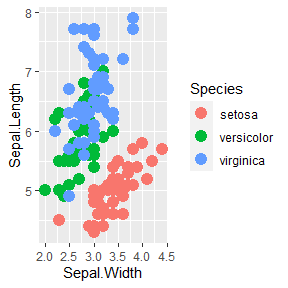 8
7
6
5
Sepal.Length
2.0 2.5 3.0 3.5 4.0 4.5
Sepal.Width
Species
setosa
versicolor
virginica